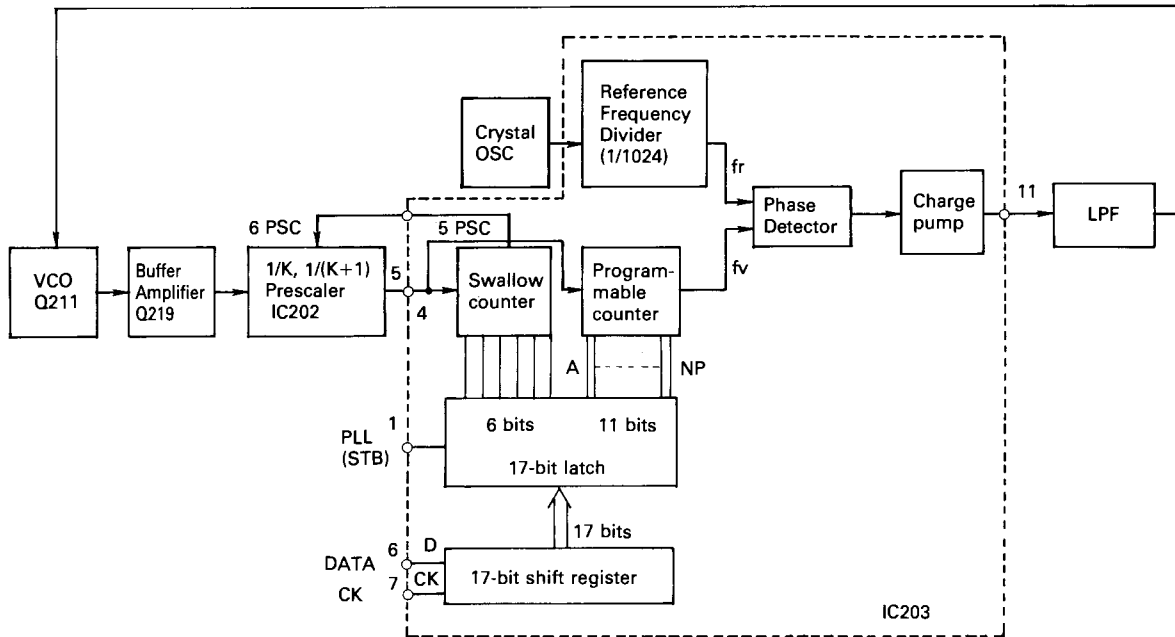 Reference
Frequency
Divider
(1/1024)
Crystal
OSC
fr
6 PSC
5 PSC
Phase
Detector
Charge
pump
11
LPF
VCO
Q211
Buffer
Amplifier
Q219
1/K, 1/(K+1)
Prescaler
IC202
5
4
Swallow
counter
Program-
mable
counter
fv
A
NP
1
PLL
(STB)
6 bits
11 bits
17-bit latch
17 bits
DATA
6
D
CK
7
CK
17-bit shift register
IC203